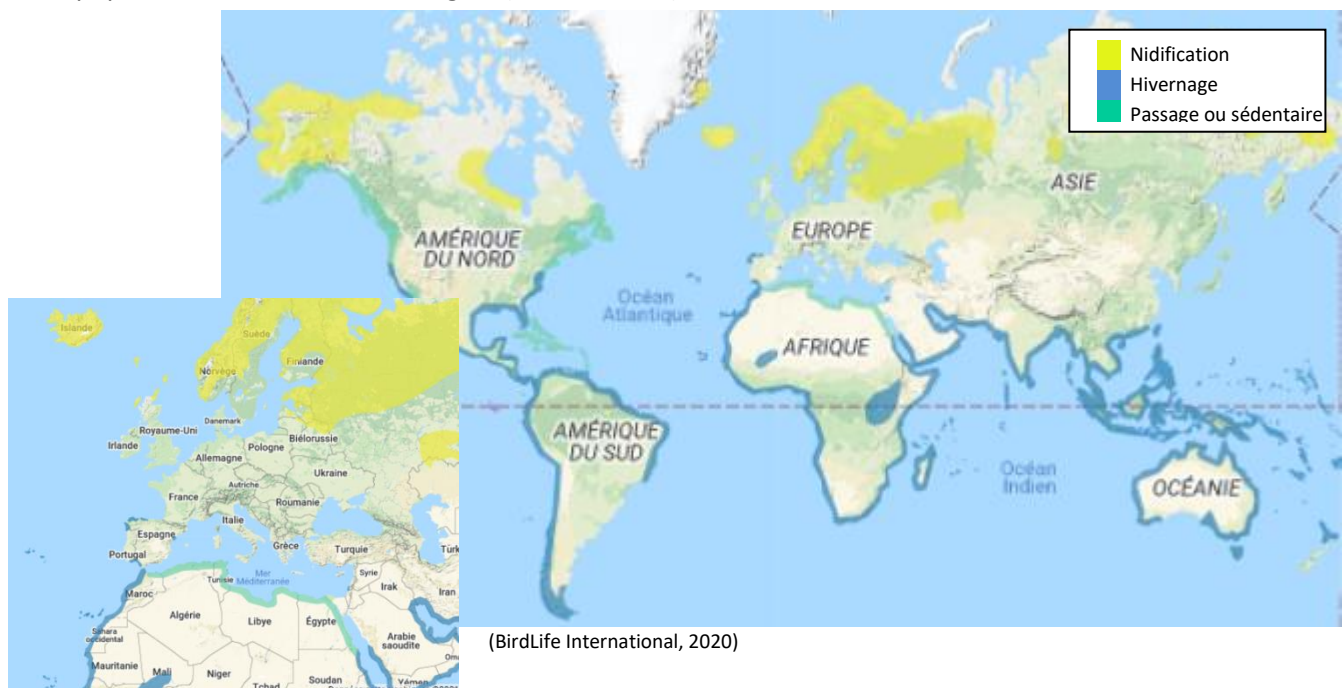 Nidification
Hivernage
Passage ou sédentaire
ASIE
EUROPE
AMÉRIQUE
DU NORD
Océan
Atlantique
AFRIQUE
AMÉRIQUE
DU SUD
Océan
Indien
OCÉANIE
Islande
Suède
Finlande
Norvège
Danemark
Royaume-Uni
Irlande
Biélorussie
Pologne
Allemagne
Ukraine
Autriche
France
Roumanie
Italie
Espagne
Portugal
Grèce
Turquie
Mer
Méditerranée
Tunisie
Syrie
Irak
Iran
Maroc
Algérie
Libye
Égypte
Sahara
occidental
Arabie
saoudite
Mauritanie
Mali
Niger
Tchad
Soudan
Yémen
(BirdLife International, 2020)